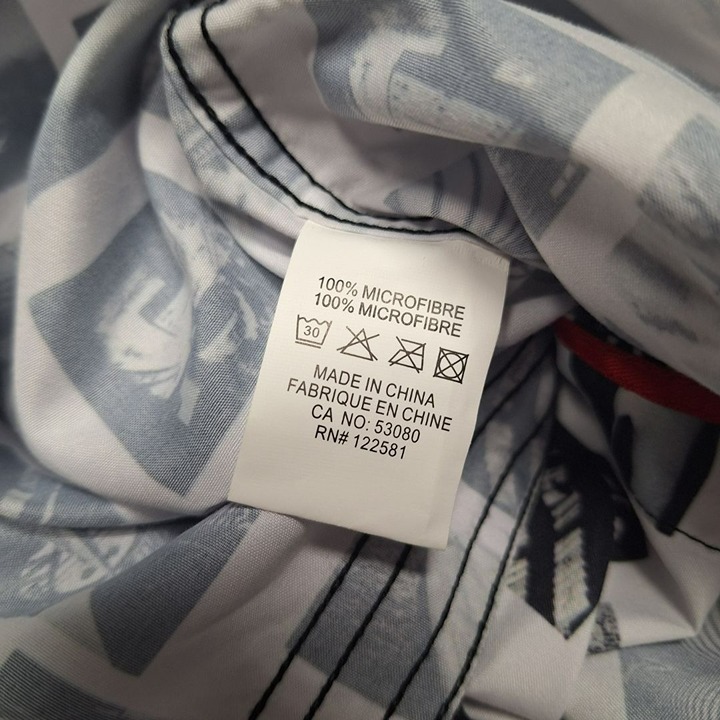 100% MICROFIBRE
100% MICROFIBRE
30
MADE IN CHINA
FABRIQUE EN CHINE
CA NO: 53080
RN# 122581